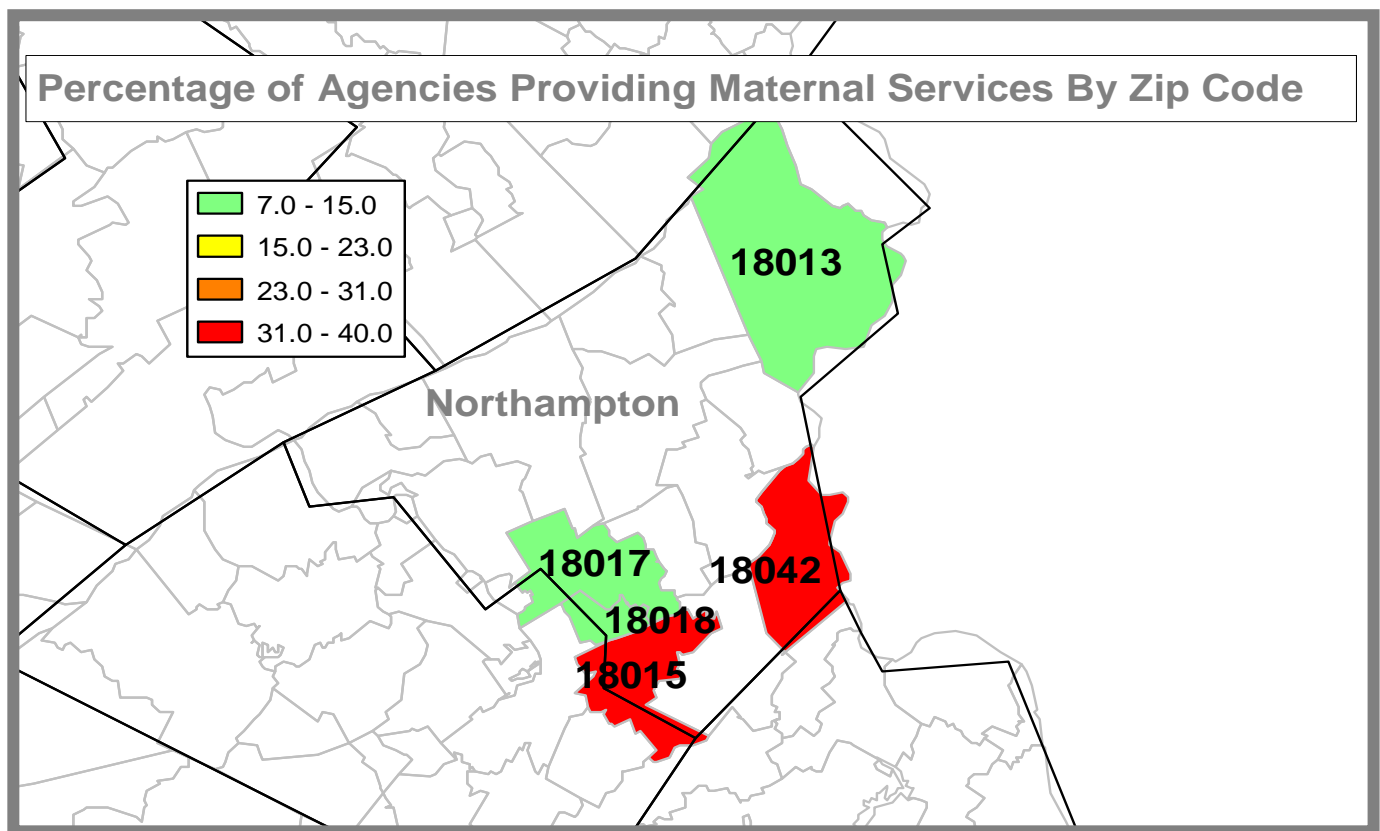 Percentage of Agencies Providing Maternal Services By Zip Code
7.0 - 15.0
15.0 - 23.0
23.0 - 31.0
31.0 - 40.0
18013
Northampton
18017
18042
18018
18015